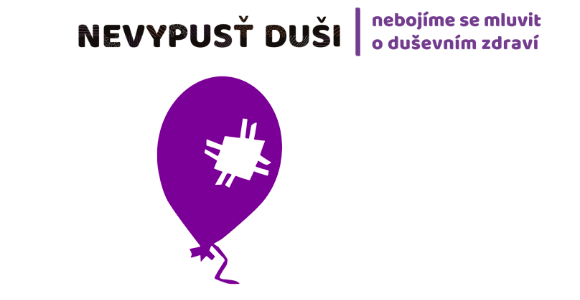 NEVYPUSŤ DUŠI
nebojíme se mluvit
o duševním zdraví